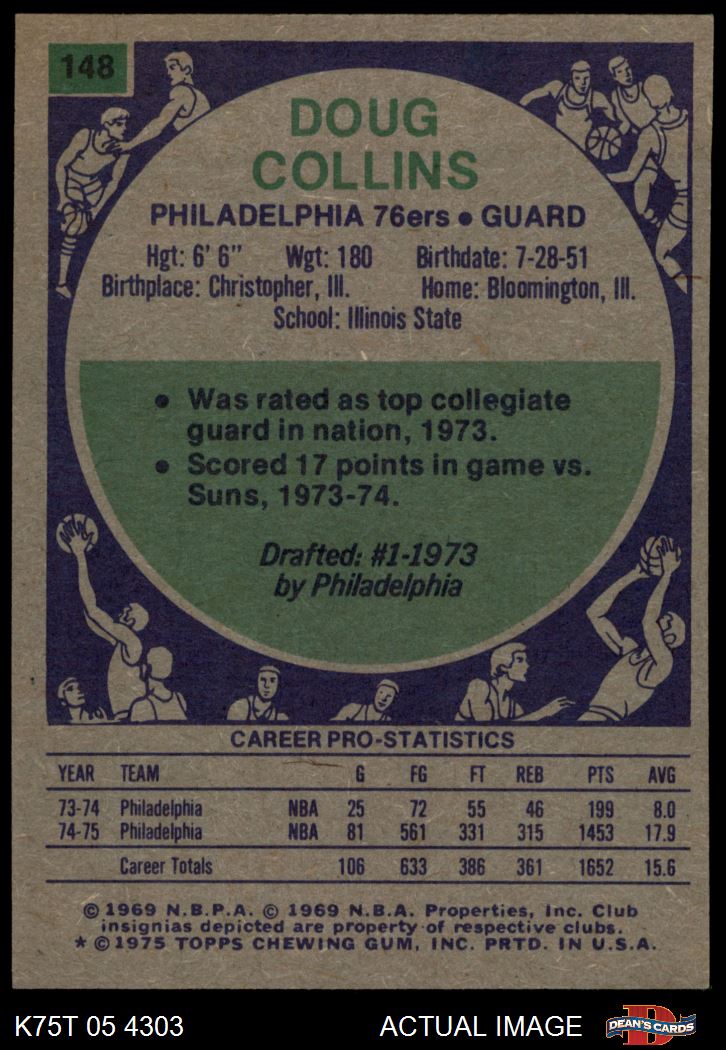 148
DOUG
COLLINS
PHILADELPHIA 76ers • GUARD
Hgt: 6' 6" Wgt: 180 Birthdate: 7-28-51
Birthplace: Christopher, Ill. Home: Bloomington, Ill.
School: Illinois State
• Was rated as top collegiate
guard in nation, 1973.
• Scored 17 points in game vs.
Suns, 1973-74.
Drafted: #1-1973
by Philadelphia
CAREER PRO-STATISTICS
YEAR TEAM G FG FT REB PTS AVG
73-74 Philadelphia NBA 25 72 55 46 199 8.0
74-75 Philadelphia NBA 81 561 331 315 1453 17.9
Career Totals 106 633 386 361 1652 15.6
© 1969 N.B.P.A. © 1969 N.B.A. Properties, Inc. Club
insignias depicted are property of respective clubs.
* © 1975 TOPPS CHEWING GUM, INC. PRTD. IN U.S.A.
K75T 05 4303 ACTUAL IMAGE D DEAN'S CARDS